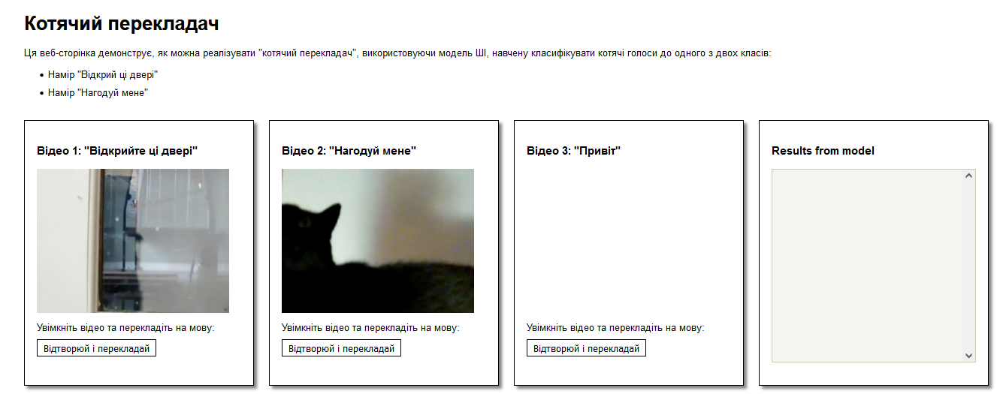 Котячий перекладач
Ця веб-сторінка демонструє, як можна реалізувати "котячий перекладач", використовуючи модель ШІ, навчену класифікувати котячі голоси до одного з двох класів:
• Намір "Відкрий ці двері"
• Намір "Нагодуй мене"
Відео 1: "Відкрийте ці двері"
Увімкніть відео та перекладіть на мову:
Відтворюй і перекладай
Відео 2: "Нагодуй мене"
Увімкніть відео та перекладіть на мову:
Відтворюй і перекладай
Відео 3: "Привіт"
Увімкніть відео та перекладіть на мову:
Відтворюй і перекладай
Results from model